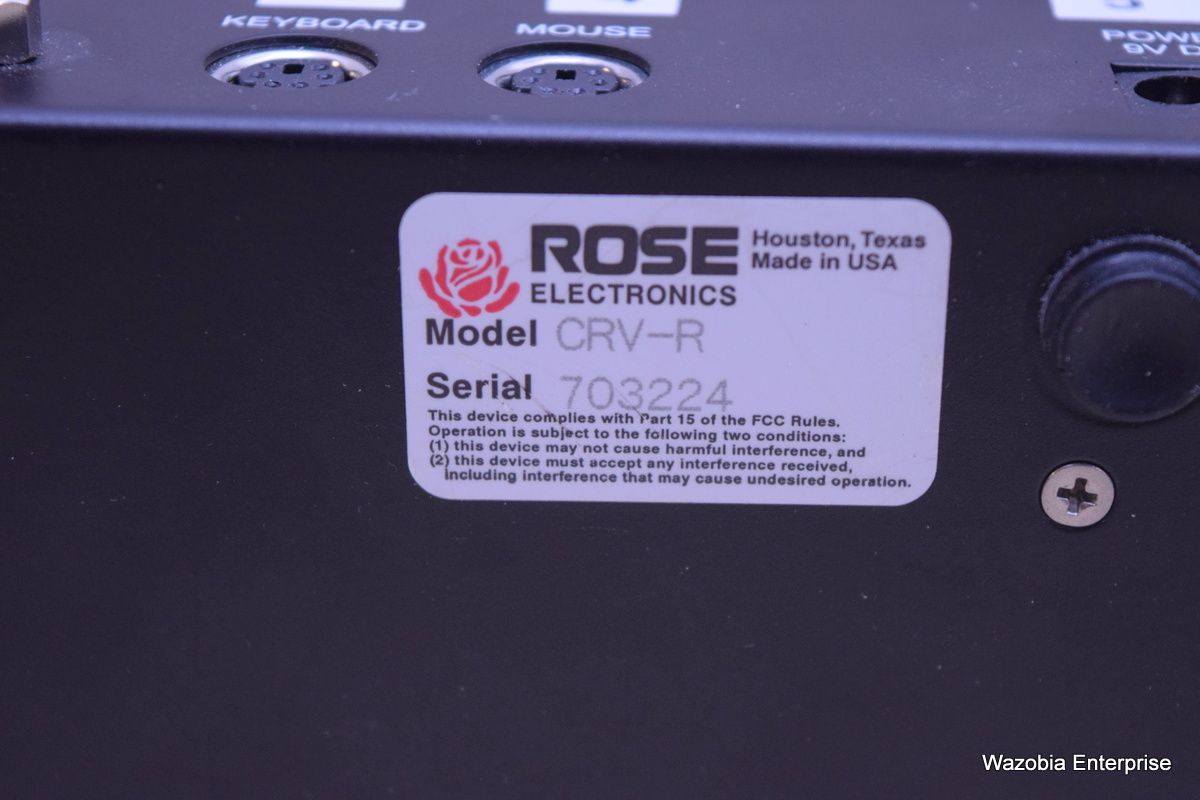 KEYBOARD
MOUSE
9V
ROSE
ELECTRONICS
Houston, Texas
Made in USA
Model CRV-R
Serial 703224
This device complies with Part 15 of the FCC Rules.
Operation is subject to the following two conditions:
(1) this device may not cause harmful interference, and
(2) this device must accept any interference received,
including interference that may cause undesired operation.
Wazobia Enterprise